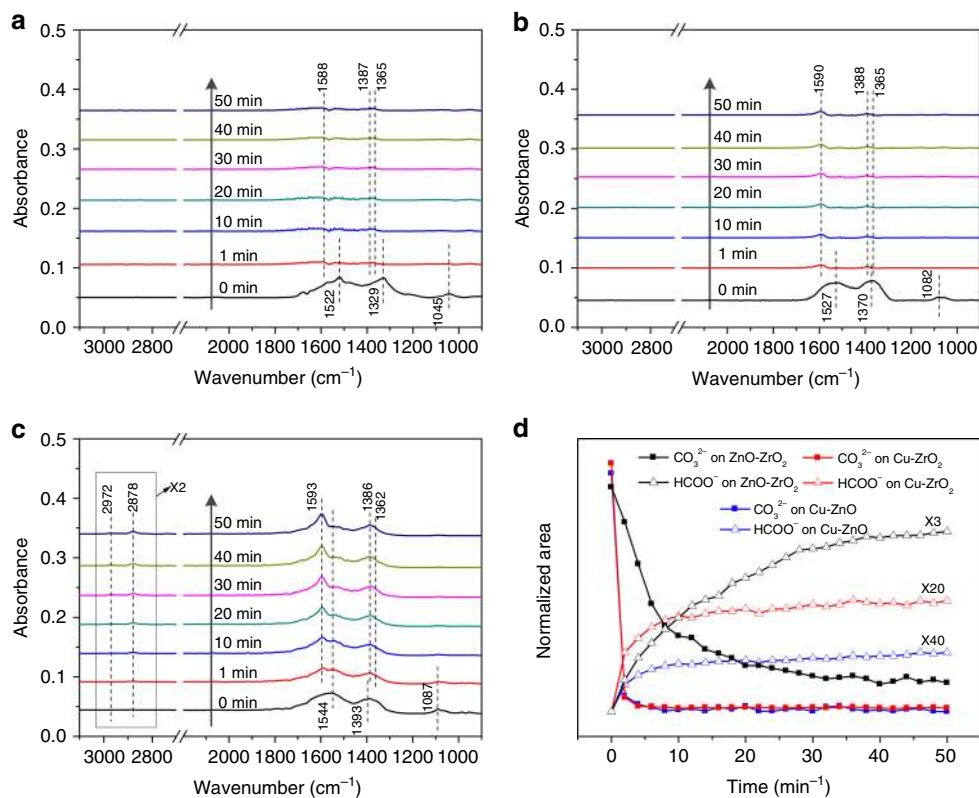 a
0.5
0.4
0.3
0.2
0.1
0.0
Absorbance
1588
1387
1365
50 min
40 min
30 min
20 min
10 min
1 min
0 min
1522
1329
1045
3000 2800 2000 1600 1200 1000
Wavenumber (cm⁻¹)
b
0.5
0.4
0.3
0.2
0.1
0.0
Absorbance
1590
1388
1365
50 min
40 min
30 min
20 min
10 min
1 min
0 min
1527
1370
1082
3000 2800 2000 1600 1200 1000
Wavenumber (cm⁻¹)
c
0.5
0.4
0.3
0.2
0.1
0.0
Absorbance
2972
2878
X2
1593
1386
1362
50 min
40 min
30 min
20 min
10 min
1 min
0 min
1544
1393
1087
3000 2800 2000 1600 1200 1000
Wavenumber (cm⁻¹)
d
Normalized area
CO₃²⁻ on ZnO-ZrO₂ CO₃²⁻ on Cu-ZrO₂
HCOO⁻ on ZnO-ZrO₂ HCOO⁻ on Cu-ZrO₂
CO₃²⁻ on Cu-ZnO
HCOO⁻ on Cu-ZnO
X3
X20
X40
0 10 20 30 40 50
Time (min⁻¹)